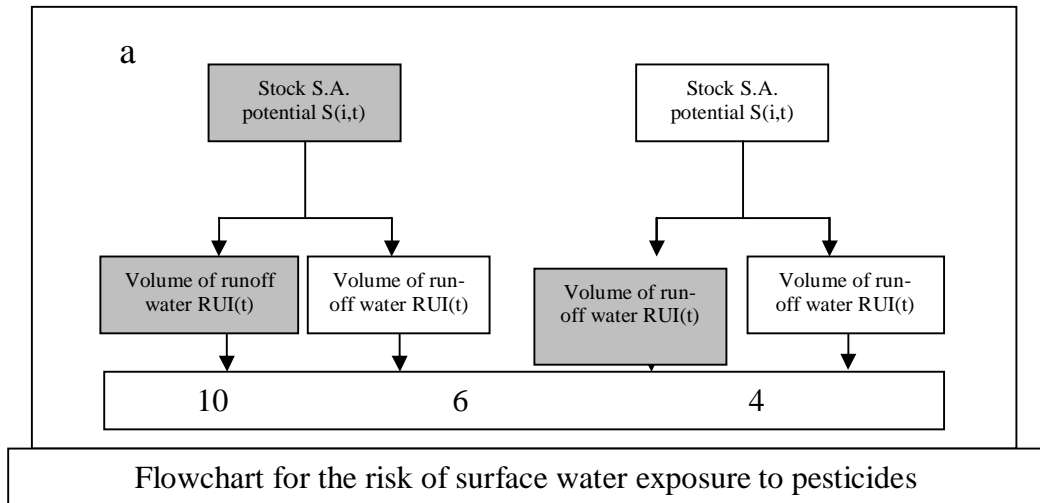 a
Stock S.A.
potential S(i,t)
Stock S.A.
potential S(i,t)
Volume of runoff
water RUI(t)
Volume of run-
off water RUI(t)
Volume of run-
off water RUI(t)
Volume of run-
off water RUI(t)
10 6 4
Flowchart for the risk of surface water exposure to pesticides